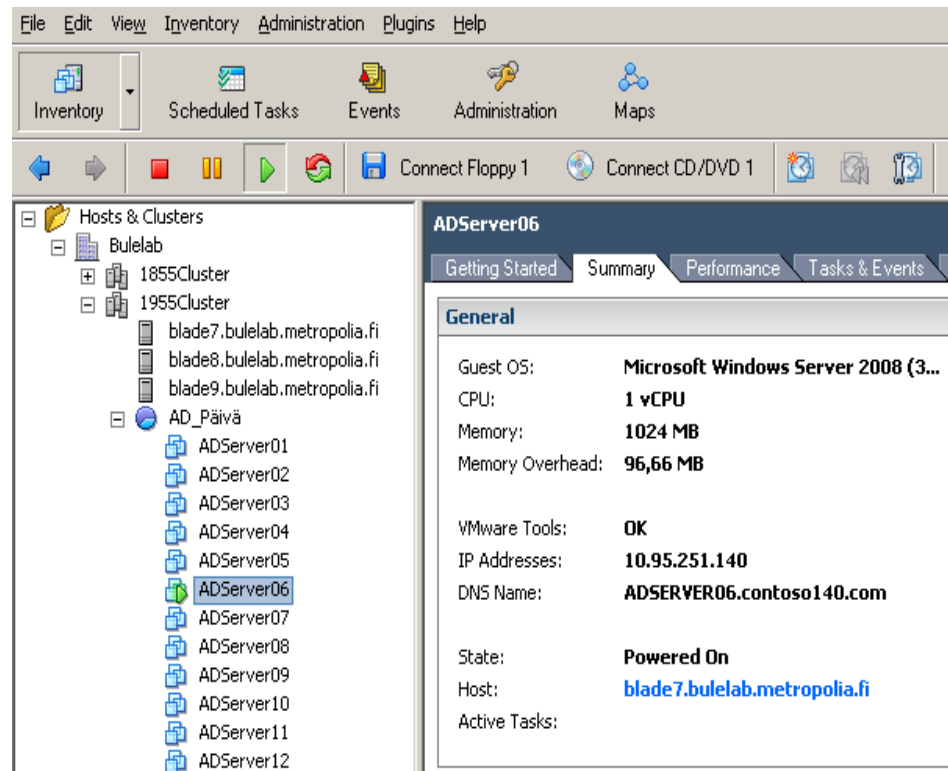 File Edit View Inventory Administration Plugins Help
Inventory Scheduled Tasks Events Administration Maps
Connect Floppy 1 Connect CD/DVD 1
Hosts & Clusters
Bulelab
1855Cluster
1955Cluster
blade7.bulelab.metropolia.fi
blade8.bulelab.metropolia.fi
blade9.bulelab.metropolia.fi
AD_Päivä
ADServer01
ADServer02
ADServer03
ADServer04
ADServer05
ADServer06
ADServer07
ADServer08
ADServer09
ADServer10
ADServer11
ADServer12
ADServer06
Getting Started Summary Performance Tasks & Events
General
Guest OS: Microsoft Windows Server 2008 (3...
CPU: 1 vCPU
Memory: 1024 MB
Memory Overhead: 96,66 MB
VMware Tools: OK
IP Addresses: 10.95.251.140
DNS Name: ADSERVER06.contoso140.com
State: Powered On
Host: blade7.bulelab.metropolia.fi
Active Tasks: